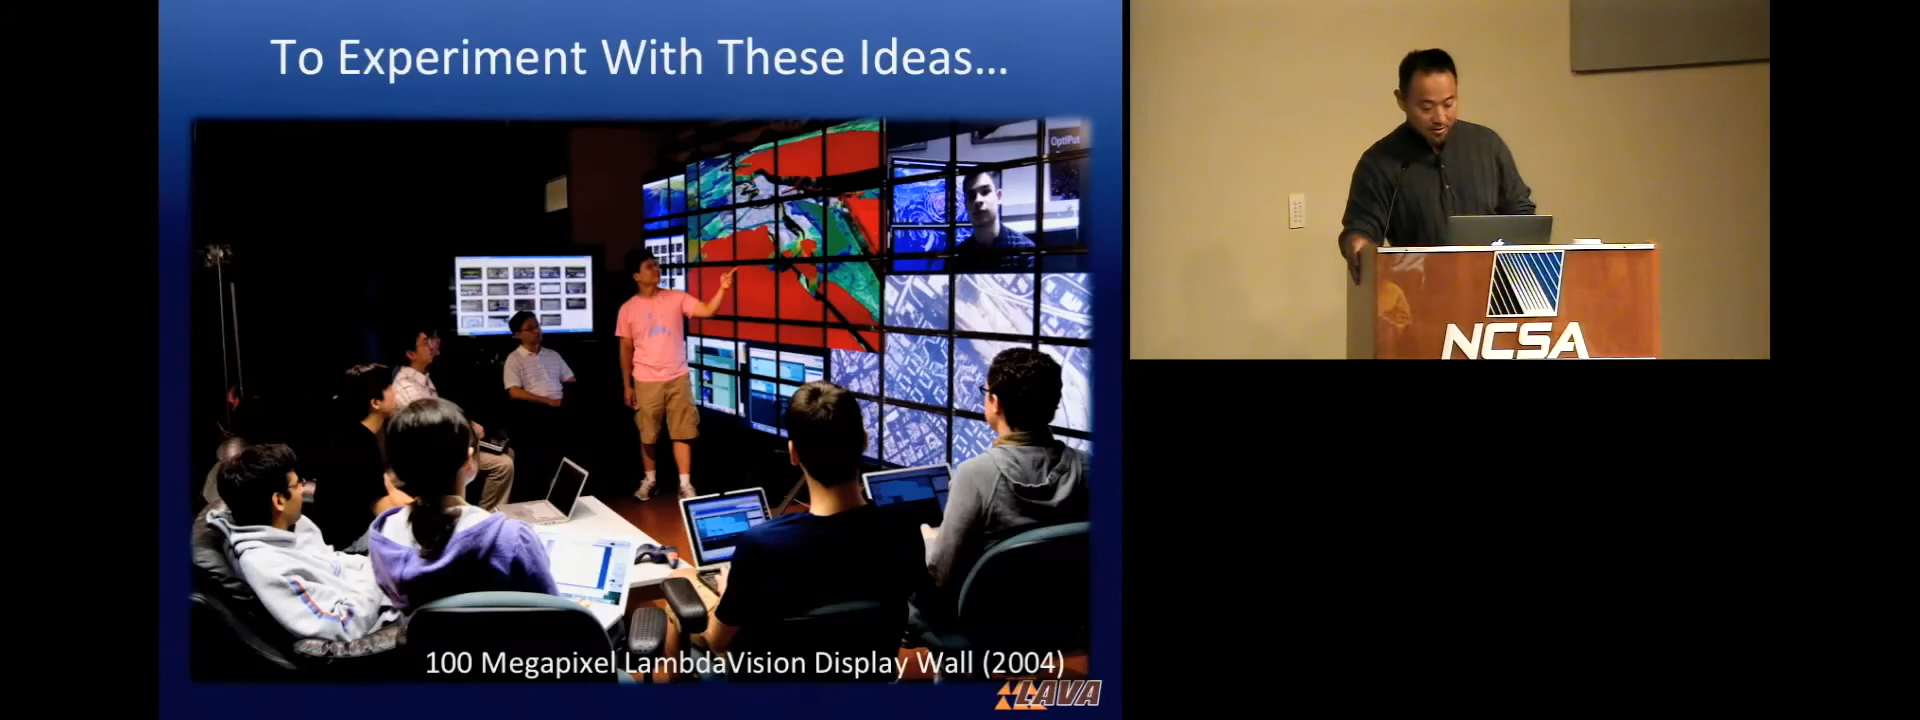 To Experiment With These Ideas...
OptiPut
100 Megapixel LambdaVision Display Wall (2004)
LAVA
NCSA